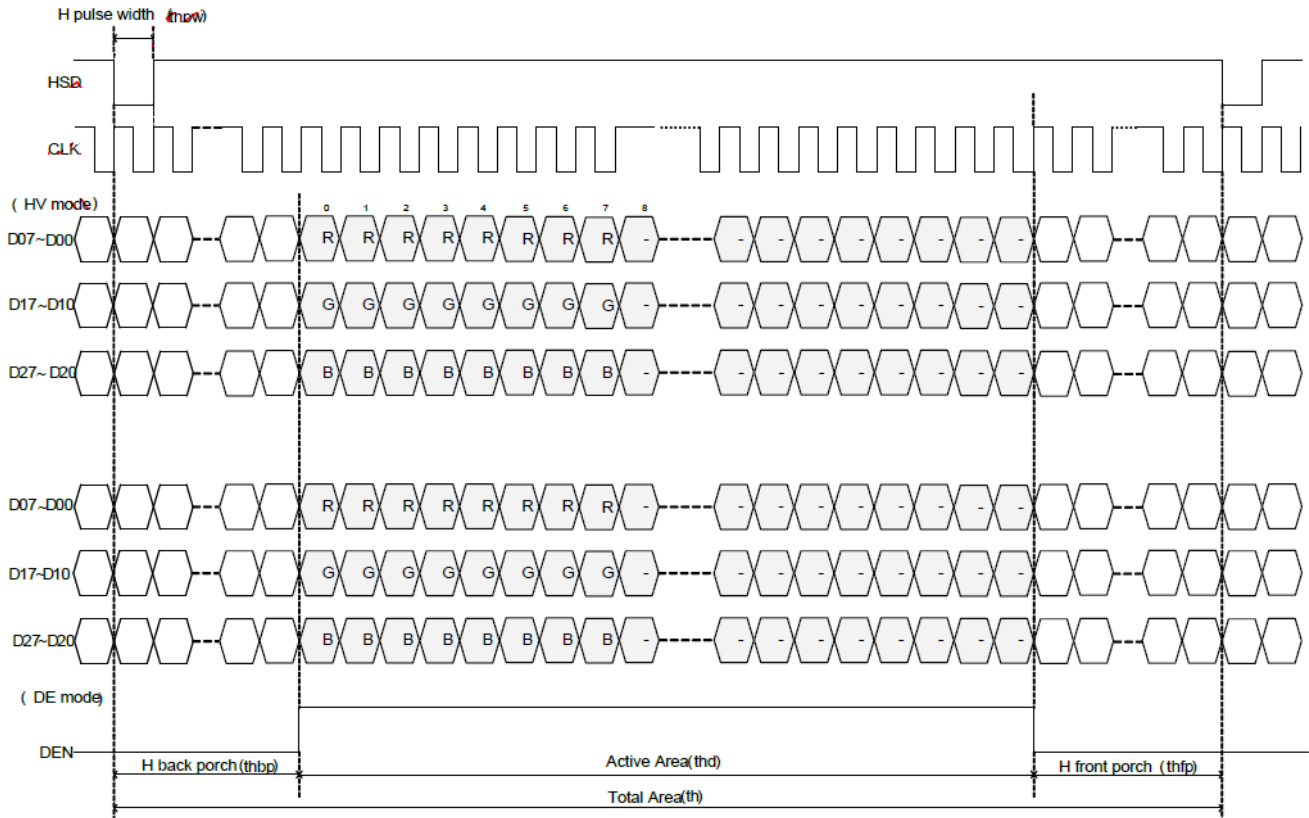 H pulse width (thpw)
HSD
CLK
( HV mode)
0 1 2 3 4 5 6 7 8
D07~D00 R R R R R R R R - - - - - - - - -
D17~D10 G G G G G G G G - - - - - - - - -
D27~ D20 B B B B B B B B - - - - - - - - -
D07~D00 R R R R R R R R - - - - - - - - -
D17~D10 G G G G G G G G - - - - - - - - -
D27~D20 B B B B B B B B - - - - - - - - -
( DE mode)
DEN
H back porch (thbp) Active Area(thd) H front porch (thfp)
Total Area(th)